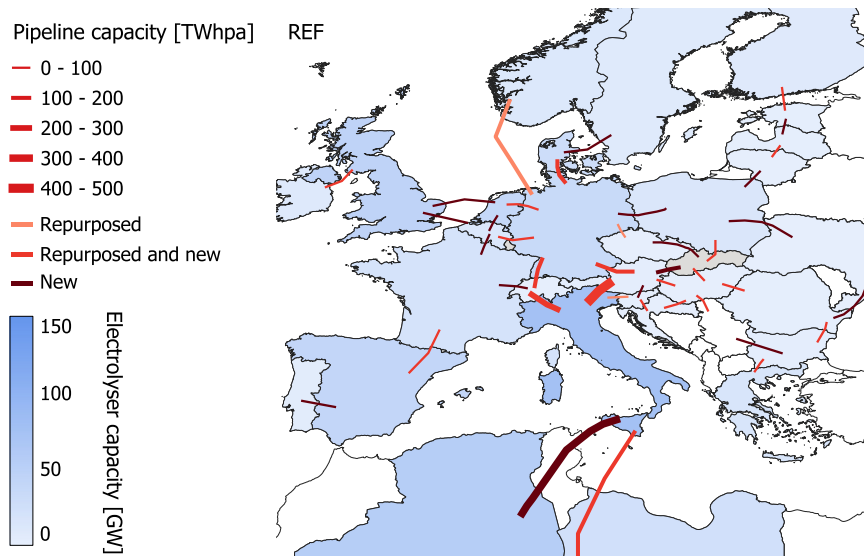 Pipeline capacity [TWhpa]
REF
0 - 100
100 - 200
200 - 300
300 - 400
400 - 500
Repurposed
Repurposed and new
New
150
100
50
0
Electrolyser capacity [GW]